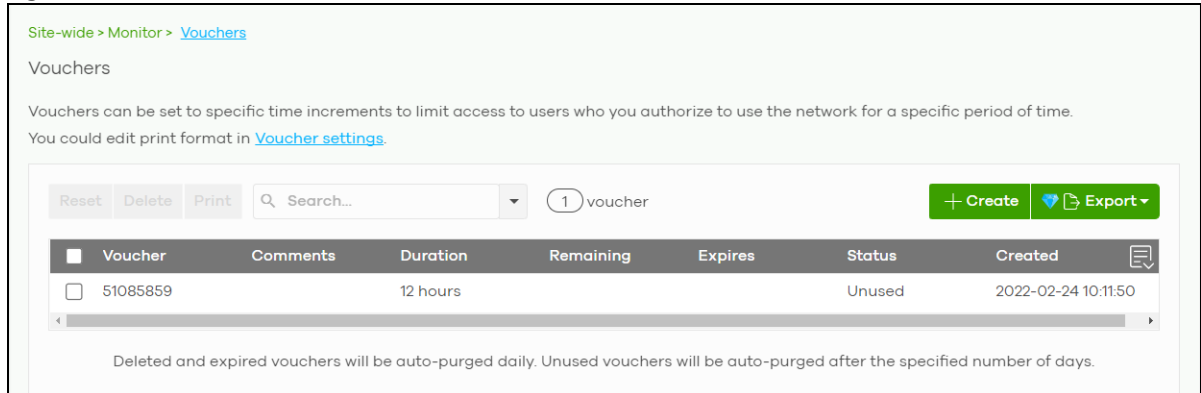 Site-wide > Monitor > Vouchers
Vouchers
Vouchers can be set to specific time increments to limit access to users who you authorize to use the network for a specific period of time.
You could edit print format in Voucher settings.
Reset Delete Print Search... 1 voucher + Create Export
Voucher Comments Duration Remaining Expires Status Created
51085859 12 hours Unused 2022-02-24 10:11:50
Deleted and expired vouchers will be auto-purged daily. Unused vouchers will be auto-purged after the specified number of days.